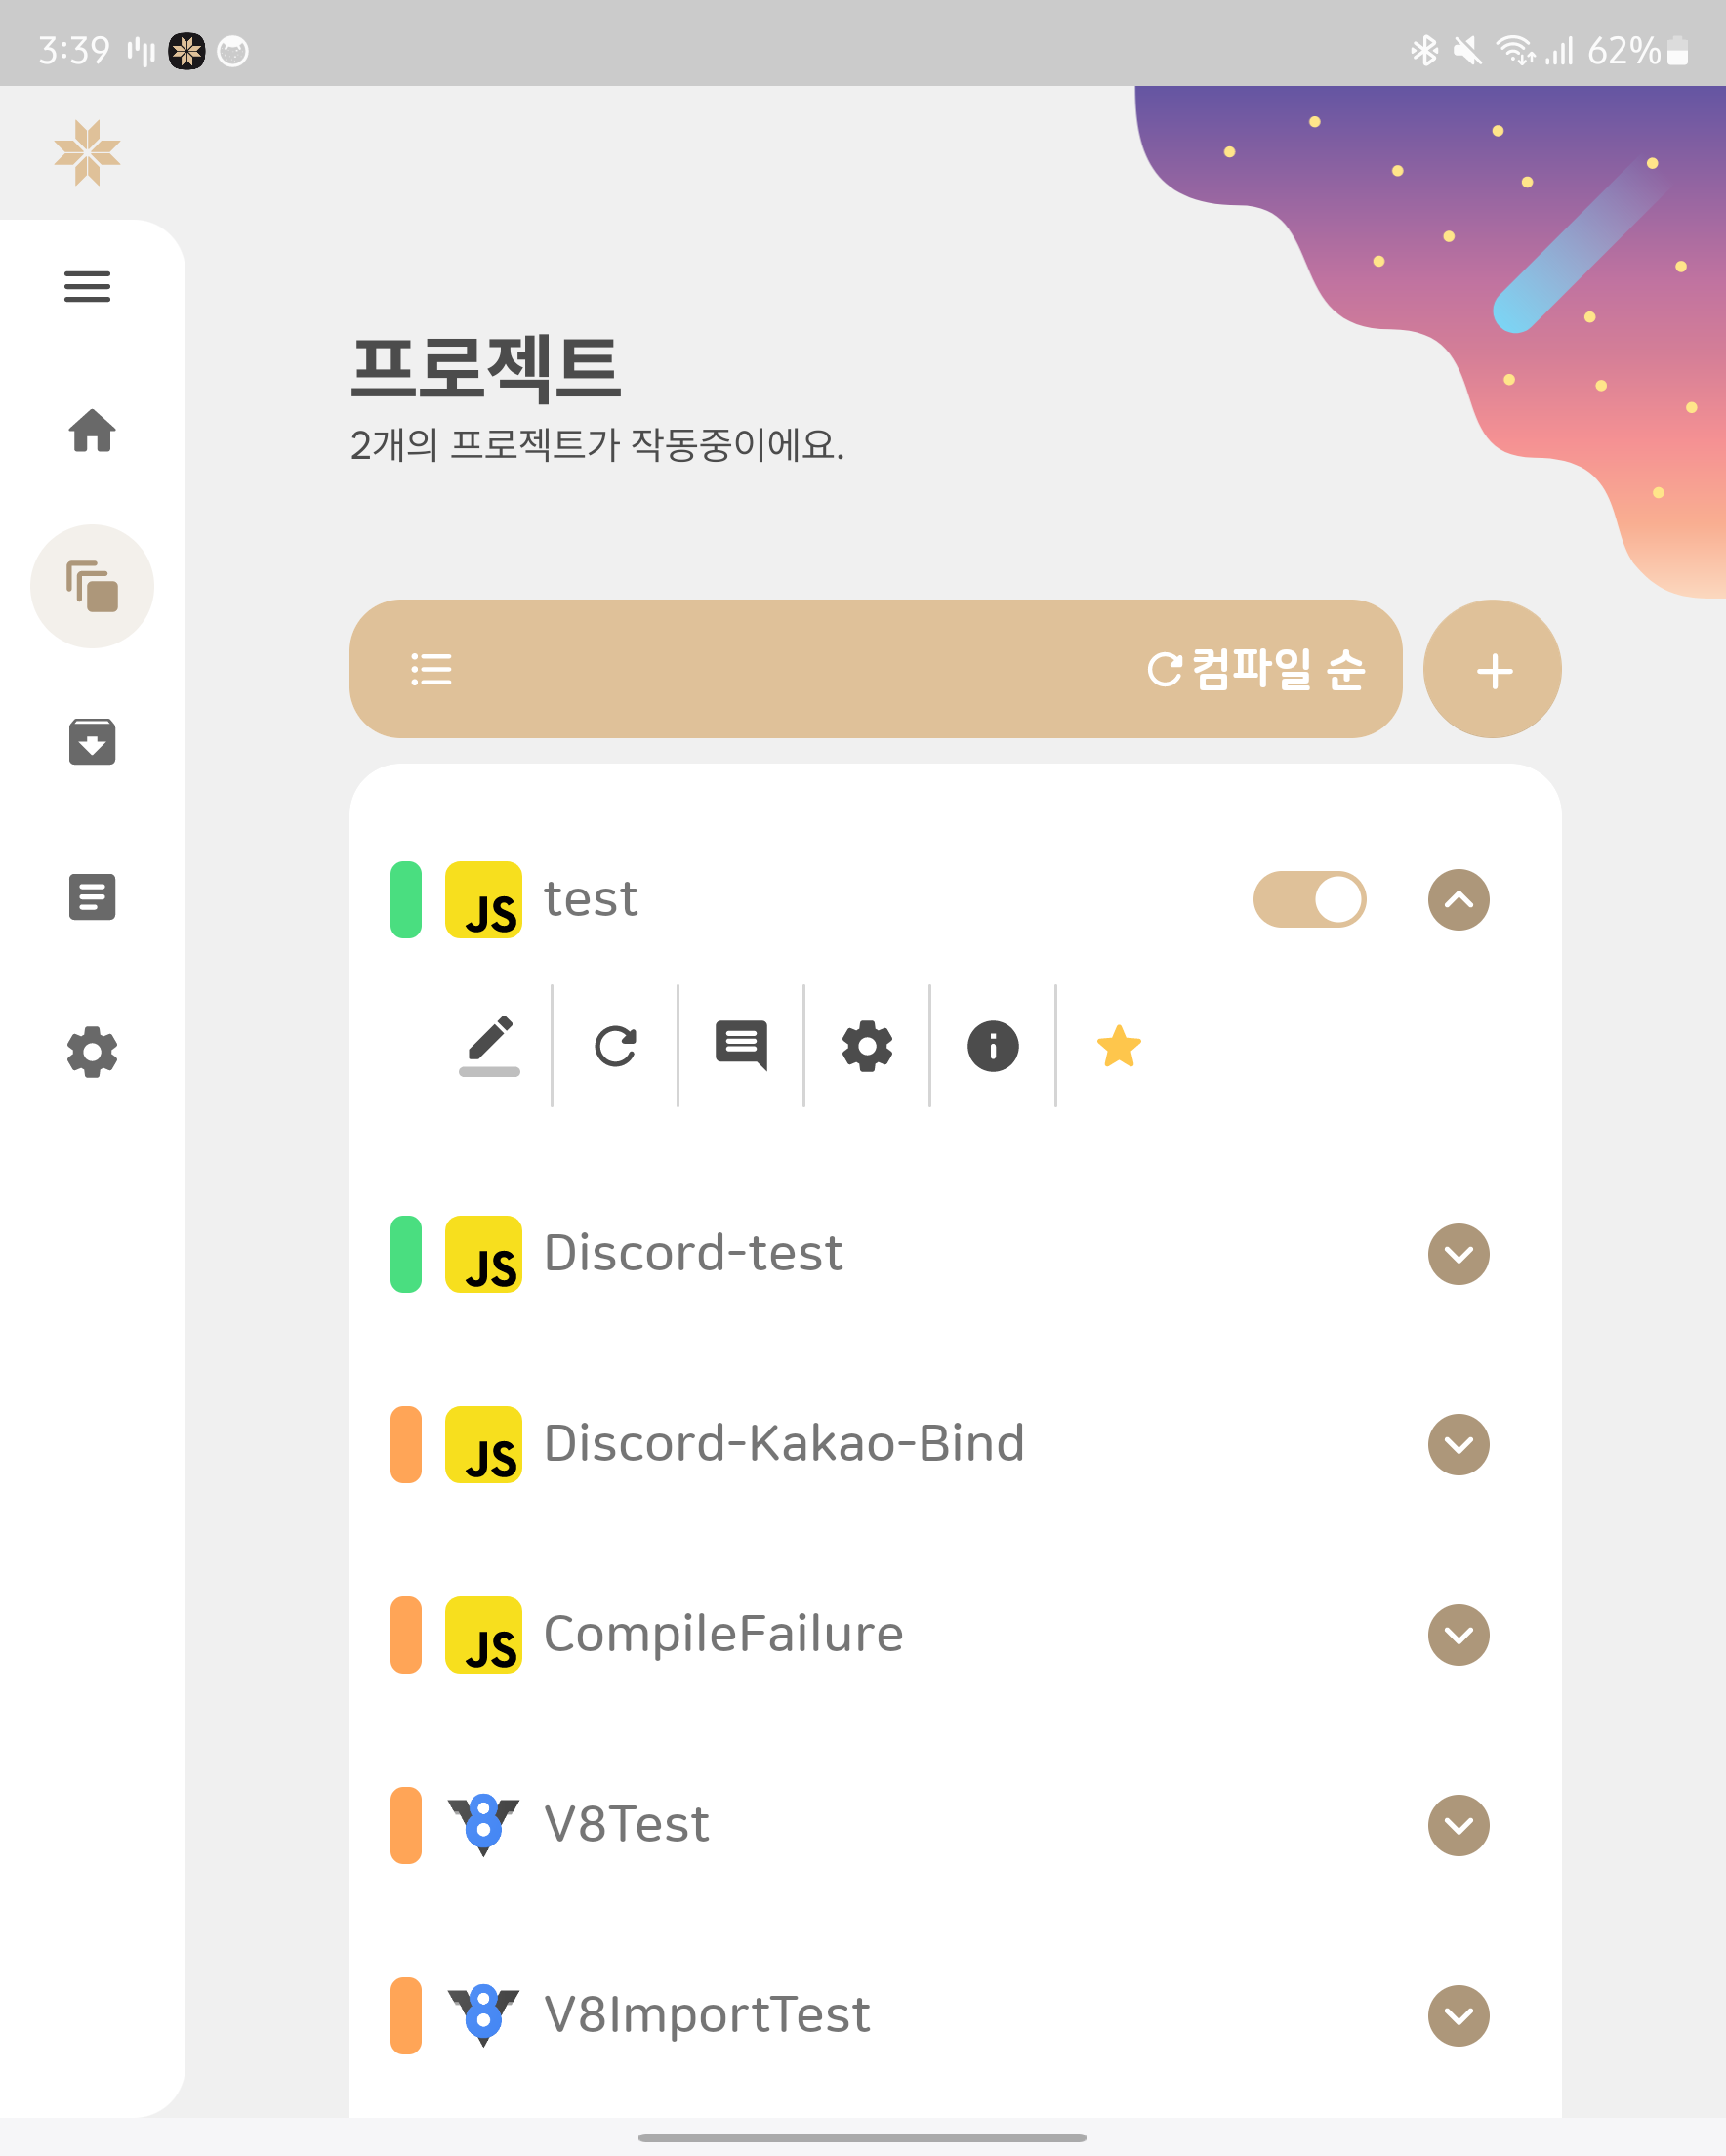 3:39
62%
프로젝트
2개의 프로젝트가 작동중이에요.
컴파일 순
JS test
JS Discord-test
JS Discord-Kakao-Bind
JS CompileFailure
8 V8Test
8 V8ImportTest